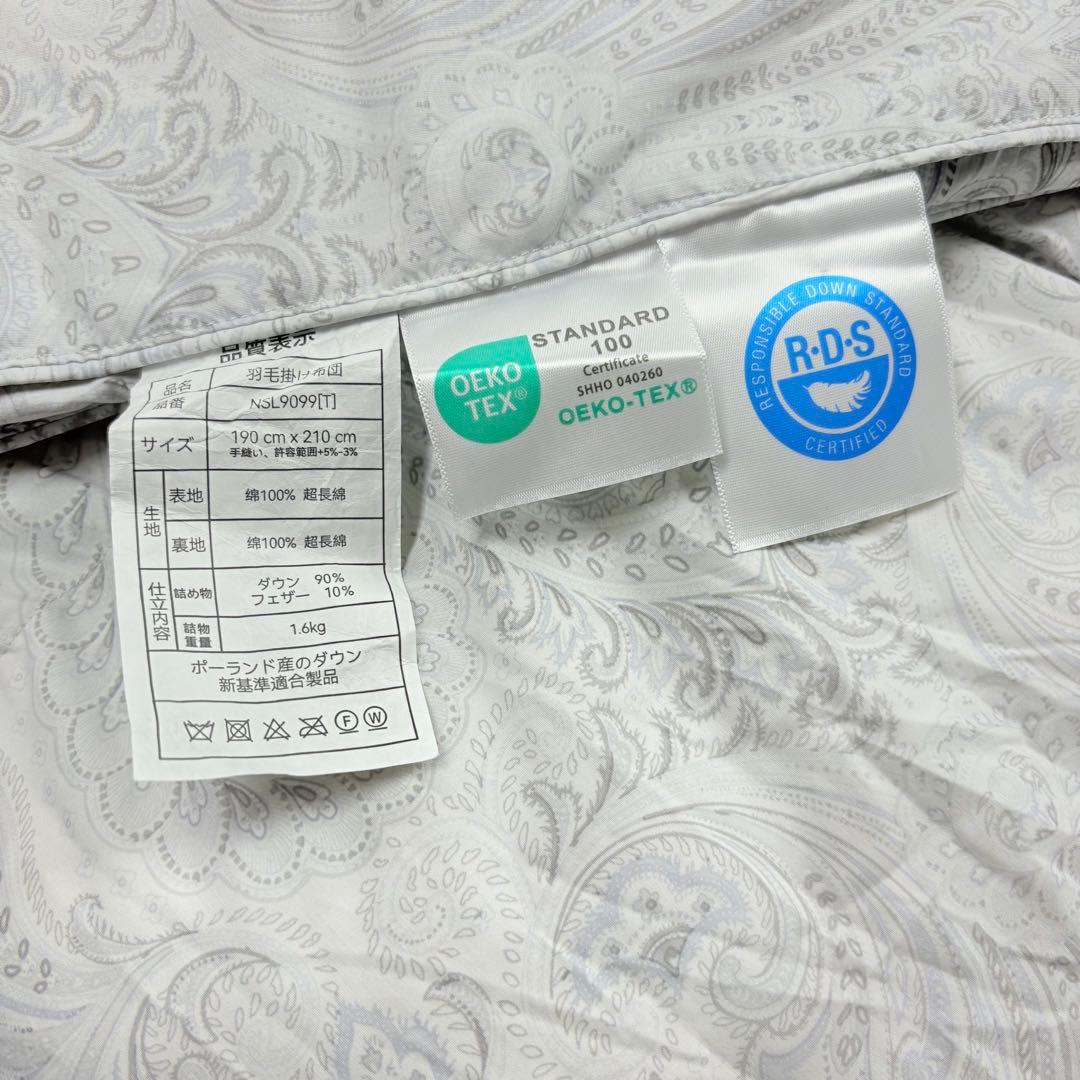 品質表示
品名 羽毛掛け布団
品番 NSL9099[T]
サイズ 190 cm x 210 cm
手縫い、許容範囲+5%-3%
生地 表地 绵100% 超長綿
裏地 绵100% 超長綿
仕立内容 詰め物 ダウン 90%
フェザー 10%
詰物重量 1.6kg
ポーランド産のダウン
新基準適合製品
F W
OEKO
TEX®
STANDARD
100
Certificate
SHHO 040260
OEKO-TEX®
RESPONSIBLE DOWN STANDARD
R·D·S
CERTIFIED